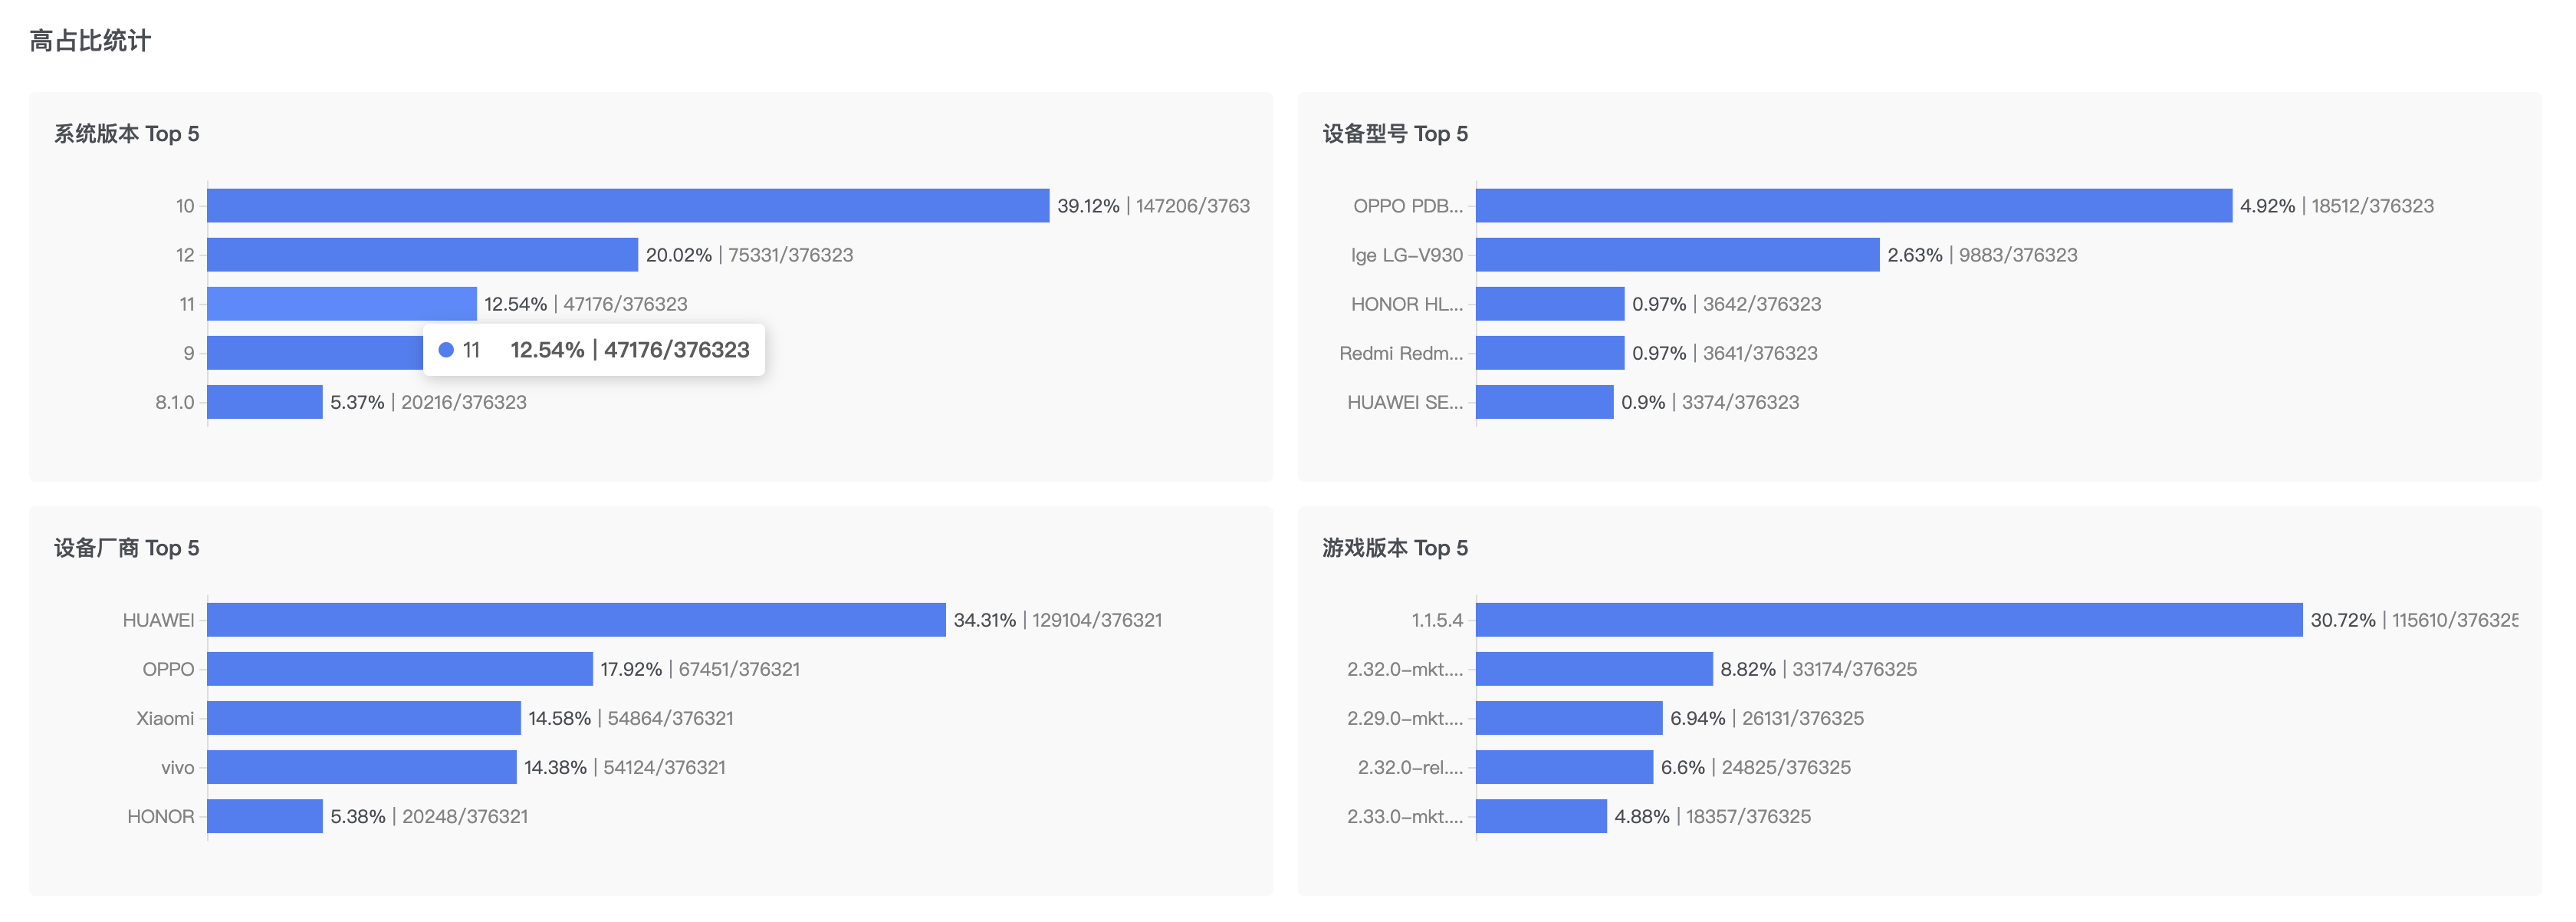 高占比统计
系统版本 Top 5
10 39.12% | 147206/3763
12 20.02% | 75331/376323
11 12.54% | 47176/376323
9
11 12.54% | 47176/376323
8.1.0 5.37% | 20216/376323
设备型号 Top 5
OPPO PDB... 4.92% | 18512/376323
lge LG-V930 2.63% | 9883/376323
HONOR HL... 0.97% | 3642/376323
Redmi Redm... 0.97% | 3641/376323
HUAWEI SE... 0.9% | 3374/376323
设备厂商 Top 5
HUAWEI 34.31% | 129104/376321
OPPO 17.92% | 67451/376321
Xiaomi 14.58% | 54864/376321
vivo 14.38% | 54124/376321
HONOR 5.38% | 20248/376321
游戏版本 Top 5
1.1.5.4 30.72% | 115610/376325
2.32.0-mkt.... 8.82% | 33174/376325
2.29.0-mkt.... 6.94% | 26131/376325
2.32.0-rel.... 6.6% | 24825/376325
2.33.0-mkt.... 4.88% | 18357/376325